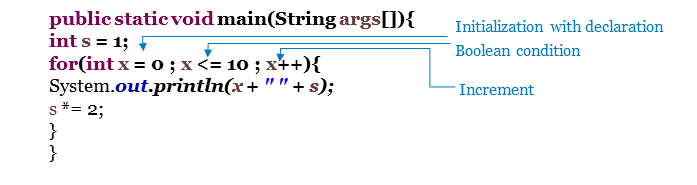 public static void main(String args[]){
int s = 1;
for(int x = 0 ; x <= 10 ; x++){
System.out.println(x + " " + s);
s *= 2;
}
}
Initialization with declaration
Boolean condition
Increment